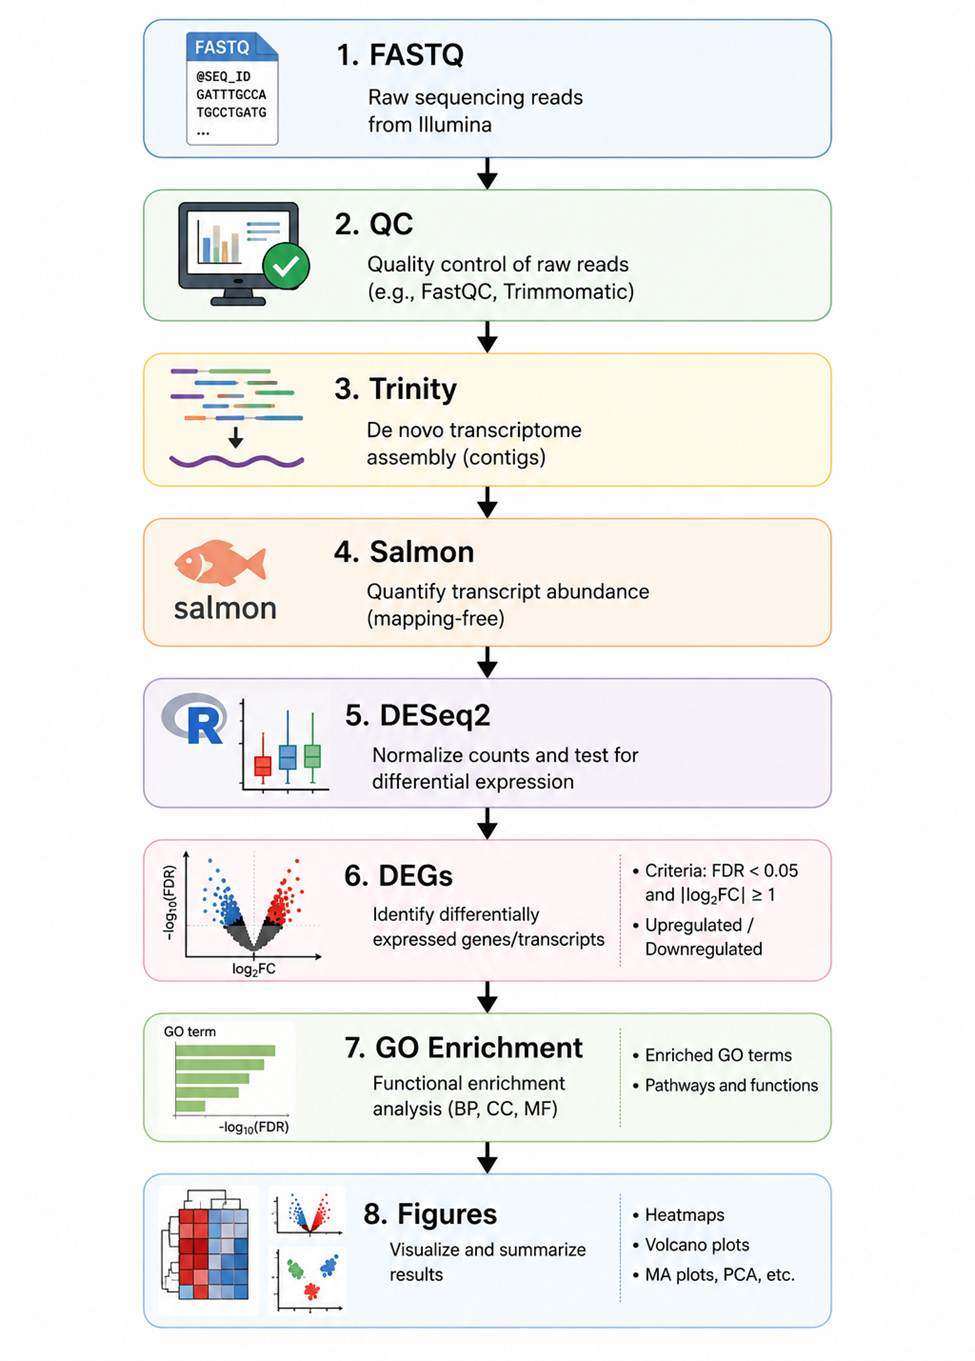 FASTQ
@SEQ_ID
GATTTGCCA
TGCCTGATG
...
1. FASTQ
Raw sequencing reads
from Illumina
2. QC
Quality control of raw reads
(e.g., FastQC, Trimmomatic)
3. Trinity
De novo transcriptome
assembly (contigs)
salmon
4. Salmon
Quantify transcript abundance
(mapping-free)
R
5. DESeq2
Normalize counts and test for
differential expression
−log₁₀(FDR)
log₂FC
6. DEGs
Identify differentially
expressed genes/transcripts
• Criteria: FDR < 0.05
and |log₂FC| ≥ 1
• Upregulated /
Downregulated
GO term
−log₁₀(FDR)
7. GO Enrichment
Functional enrichment
analysis (BP, CC, MF)
• Enriched GO terms
• Pathways and functions
8. Figures
Visualize and summarize
results
• Heatmaps
• Volcano plots
• MA plots, PCA, etc.